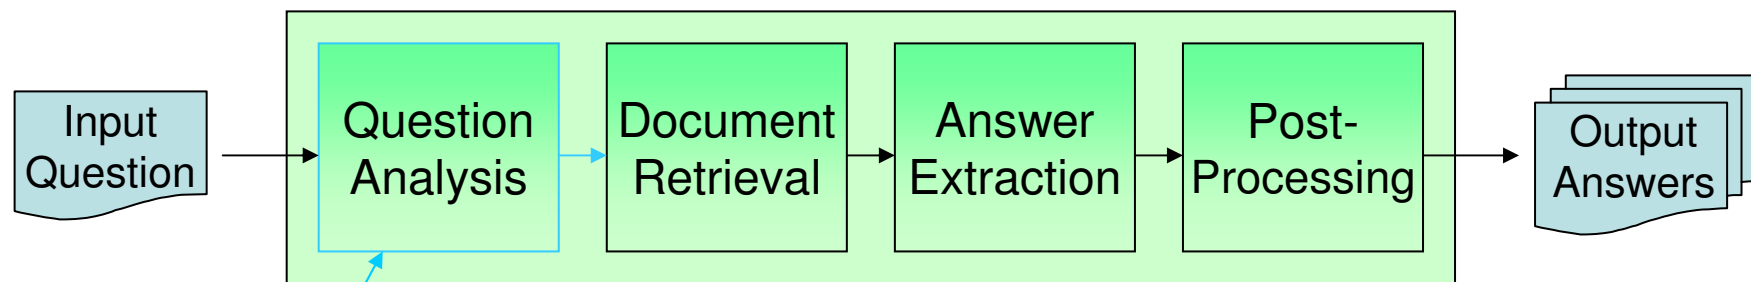 Input
Question
Question
Analysis
Document
Retrieval
Answer
Extraction
Post-
Processing
Output
Answers